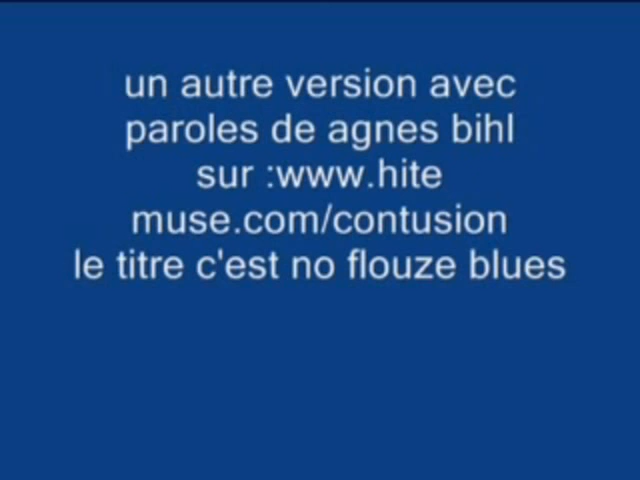 un autre version avec
paroles de agnes bihl
sur :www.hite
muse.com/contusion
le titre c'est no flouze blues